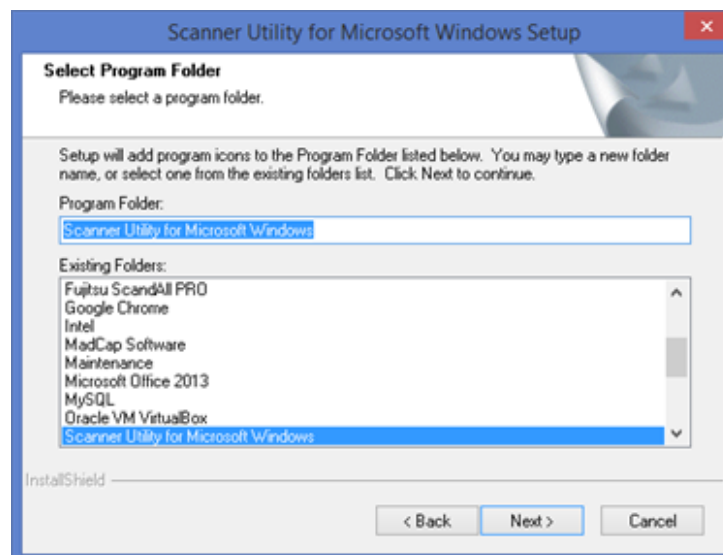 Scanner Utility for Microsoft Windows Setup
Select Program Folder
Please select a program folder.
Setup will add program icons to the Program Folder listed below. You may type a new folder
name, or select one from the existing folders list. Click Next to continue.
Program Folder:
Scanner Utility for Microsoft Windows
Existing Folders:
Fujitsu ScandAll PRO
Google Chrome
Intel
MadCap Software
Maintenance
Microsoft Office 2013
MySQL
Oracle VM VirtualBox
Scanner Utility for Microsoft Windows
InstallShield
< Back Next > Cancel